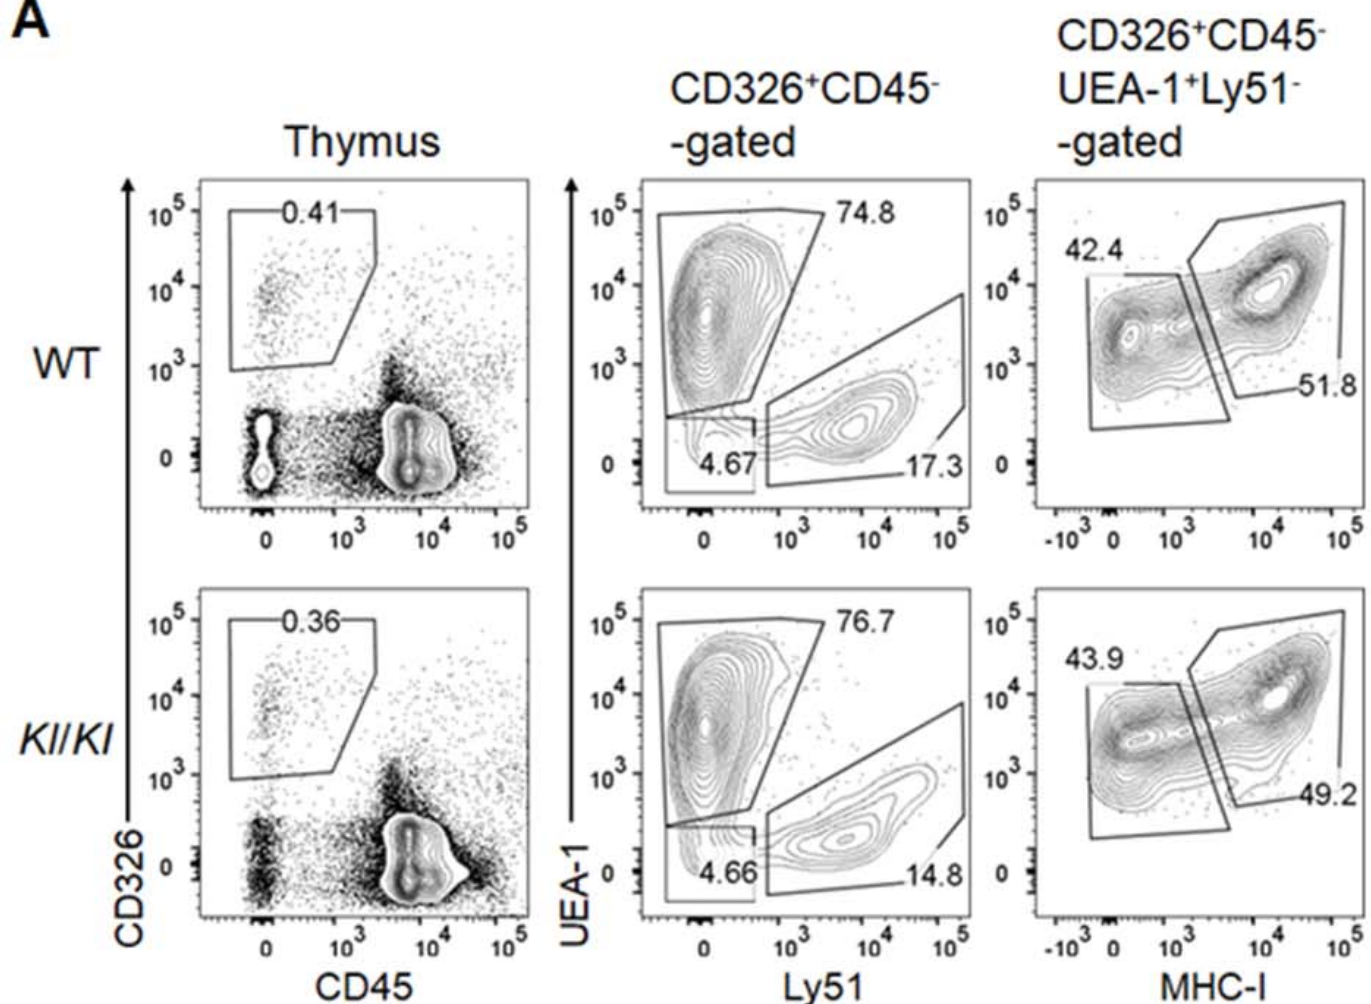 A
Thymus
CD326⁺CD45⁻
-gated
CD326⁺CD45⁻
UEA-1⁺Ly51⁻
-gated
WT
10⁵
10⁴
10³
0
0.41
0 10³ 10⁴ 10⁵
10⁵
10⁴
10³
0
74.8
4.67
17.3
0 10³ 10⁴ 10⁵
10⁵
10⁴
10³
0
42.4
51.8
-10³ 0 10³ 10⁴ 10⁵
KI/KI
10⁵
10⁴
10³
0
0.36
0 10³ 10⁴ 10⁵
10⁵
10⁴
10³
0
76.7
4.66
14.8
0 10³ 10⁴ 10⁵
10⁵
10⁴
10³
0
43.9
49.2
-10³ 0 10³ 10⁴ 10⁵
CD326
CD45
UEA-1
Ly51
MHC-I